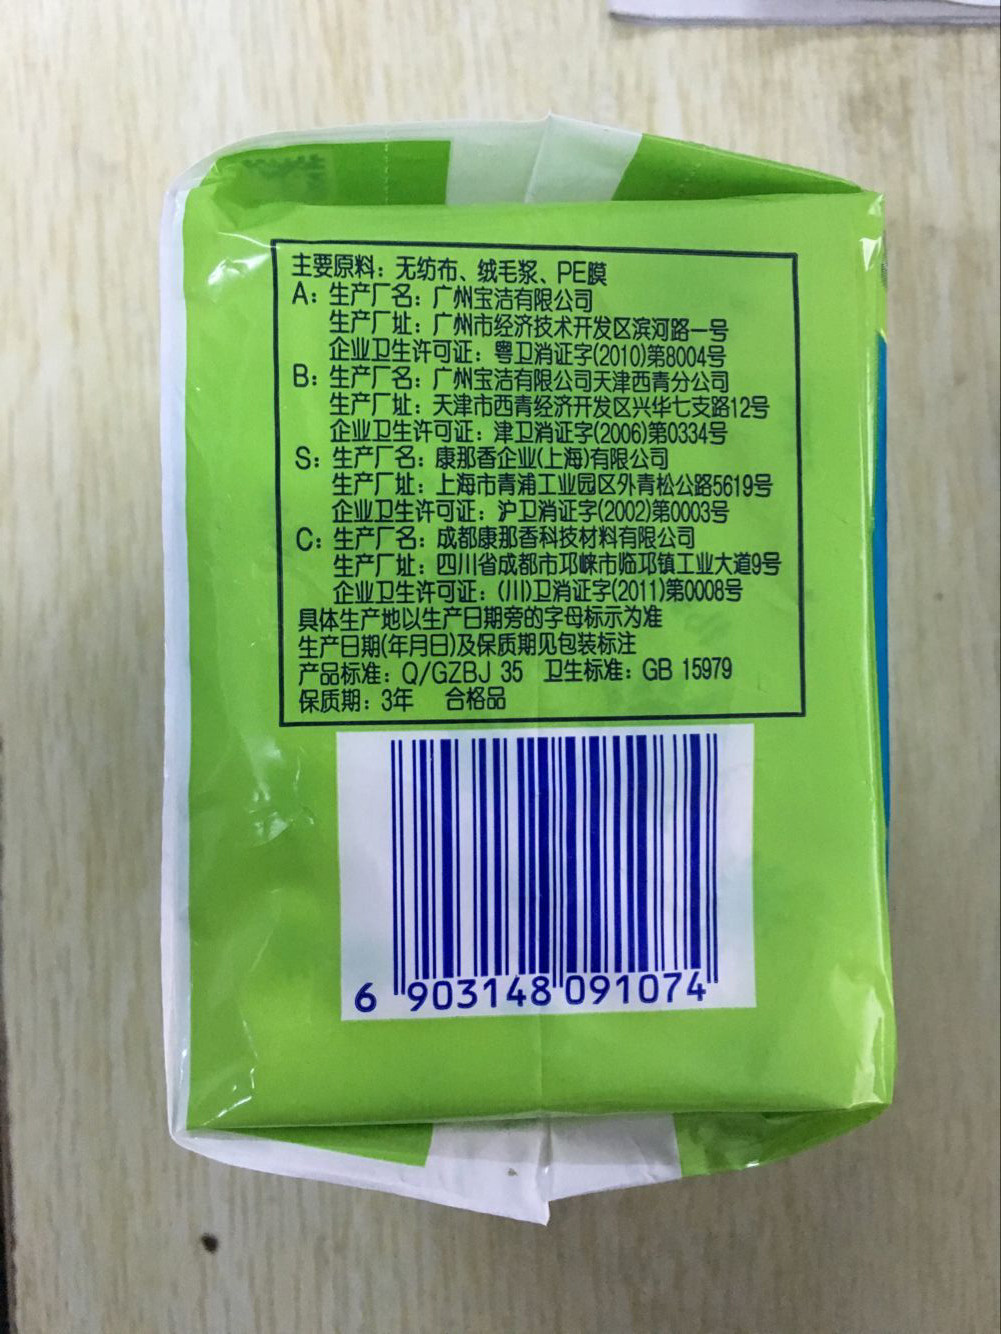 主要原料：无纺布、绒毛浆、PE膜
A：生产厂名：广州宝洁有限公司
生产厂址：广州市经济技术开发区滨河路一号
企业卫生许可证：粤卫消证字(2010)第8004号
B：生产厂名：广州宝洁有限公司天津西青分公司
生产厂址：天津市西青经济开发区兴华七支路12号
企业卫生许可证：津卫消证字(2006)第0334号
S：生产厂名：康那香企业(上海)有限公司
生产厂址：上海市青浦工业园区外青松公路5619号
企业卫生许可证：沪卫消证字(2002)第0003号
C：生产厂名：成都康那香科技材料有限公司
生产厂址：四川省成都市邛崃市临邛镇工业大道9号
企业卫生许可证：(川)卫消证字(2011)第0008号
具体生产地以生产日期旁的字母标示为准
生产日期(年月日)及保质期见包装标注
产品标准：Q/GZBJ 35 卫生标准：GB 15979
保质期：3年 合格品
6 903148 091074